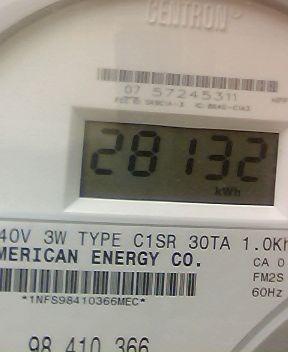 CENTRON
07 57245311
28132
kWh
40V 3W TYPE C1SR 30TA 1.0Kh
MERICAN ENERGY CO.
CA 0
FM2S
60Hz
*1NFS98410366MEC*
98 410 366